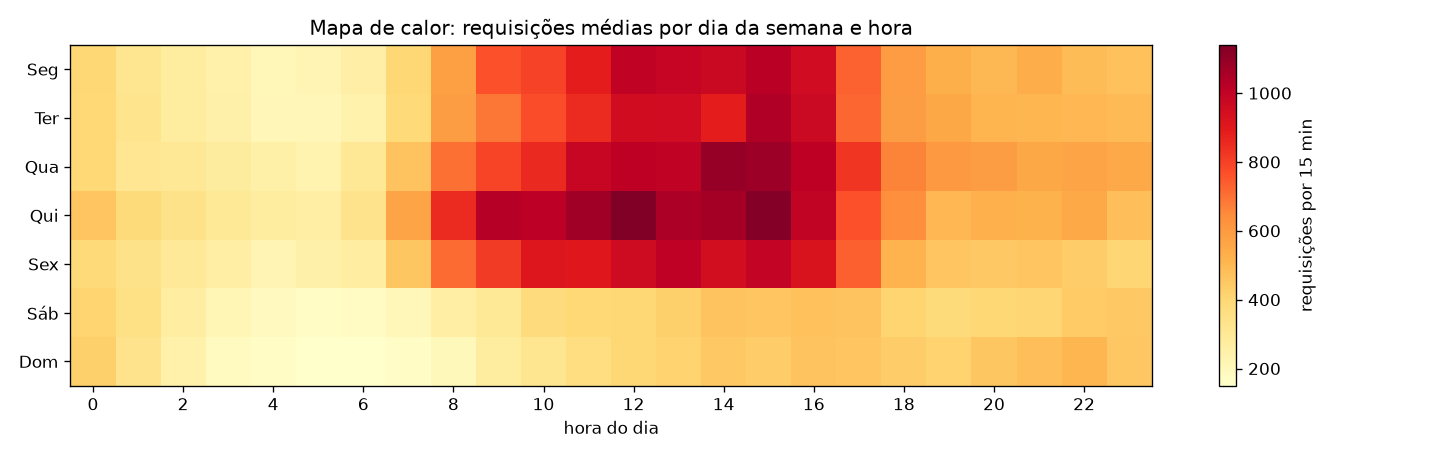 Mapa de calor: requisições médias por dia da semana e hora
Seg
Ter
Qua
Qui
Sex
Sáb
Dom
0 2 4 6 8 10 12 14 16 18 20 22
hora do dia
1000
800
600
400
200
requisições por 15 min